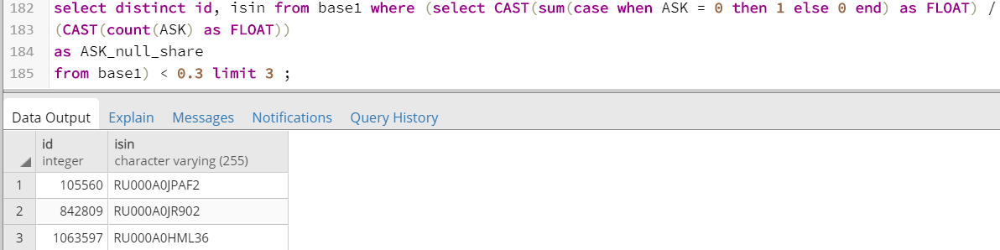 182 select distinct id, isin from base1 where (select CAST(sum(case when ASK = 0 then 1 else 0 end) as FLOAT) /
183 (CAST(count(ASK) as FLOAT))
184 as ASK_null_share
185 from base1) < 0.3 limit 3 ;
Data Output Explain Messages Notifications Query History
id isin
integer character varying (255)
1 105560 RU000A0JPAF2
2 842809 RU000A0JR902
3 1063597 RU000A0HML36